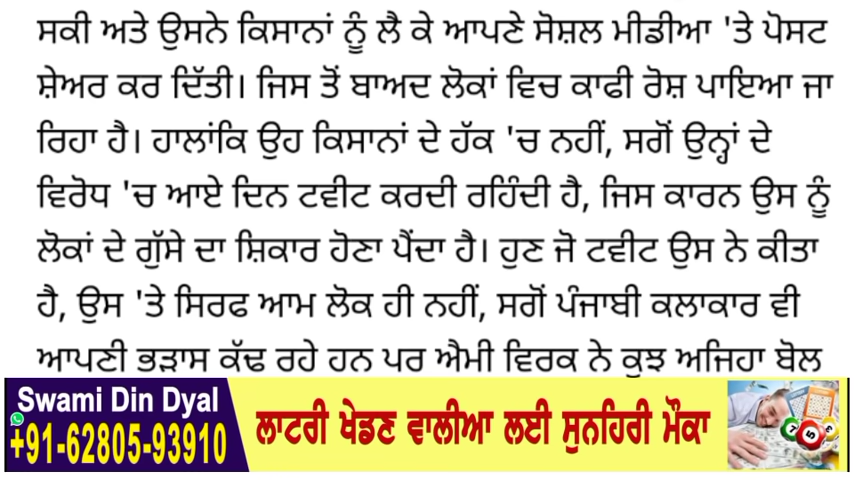 ਸਕੀ ਅਤੇ ਉਸਨੇ ਕਿਸਾਨਾਂ ਨੂੰ ਲੈ ਕੇ ਆਪਣੇ ਸੋਸ਼ਲ ਮੀਡੀਆ 'ਤੇ ਪੋਸਟ
ਸ਼ੇਅਰ ਕਰ ਦਿੱਤੀ। ਜਿਸ ਤੋਂ ਬਾਅਦ ਲੋਕਾਂ ਵਿਚ ਕਾਫੀ ਰੋਸ਼ ਪਾਇਆ ਜਾ
ਰਿਹਾ ਹੈ। ਹਾਲਾਂਕਿ ਉਹ ਕਿਸਾਨਾਂ ਦੇ ਹੱਕ 'ਚ ਨਹੀਂ, ਸਗੋਂ ਉਨ੍ਹਾਂ ਦੇ
ਵਿਰੋਧ 'ਚ ਆਏ ਦਿਨ ਟਵੀਟ ਕਰਦੀ ਰਹਿੰਦੀ ਹੈ, ਜਿਸ ਕਾਰਨ ਉਸ ਨੂੰ
ਲੋਕਾਂ ਦੇ ਗੁੱਸੇ ਦਾ ਸ਼ਿਕਾਰ ਹੋਣਾ ਪੈਂਦਾ ਹੈ। ਹੁਣ ਜੋ ਟਵੀਟ ਉਸ ਨੇ ਕੀਤਾ
ਹੈ, ਉਸ 'ਤੇ ਸਿਰਫ ਆਮ ਲੋਕ ਹੀ ਨਹੀਂ, ਸਗੋਂ ਪੰਜਾਬੀ ਕਲਾਕਾਰ ਵੀ
ਆਪਣੀ ਭੜਾਸ ਕੱਢ ਰਹੇ ਹਨ ਪਰ ਐਮੀ ਵਿਰਕ ਨੇ ਕੁਝ ਅਜਿਹਾ ਬੋਲ
Swami Din Dyal
+91-62805-93910
ਲਾਟਰੀ ਖੇਡਣ ਵਾਲੀਆ ਲਈ ਸੁਨਹਿਰੀ ਮੌਕਾ